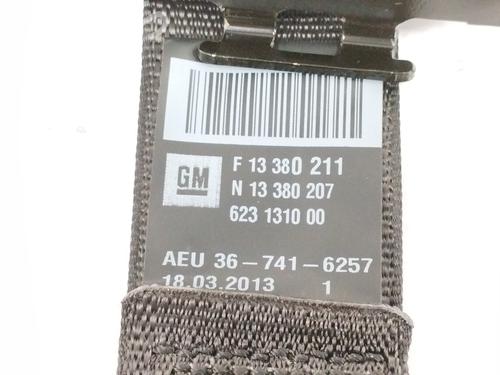 F 13 380 211
GM N 13 380 207
623 1310 00
AEU 36-741-6257
18.03.2013 1